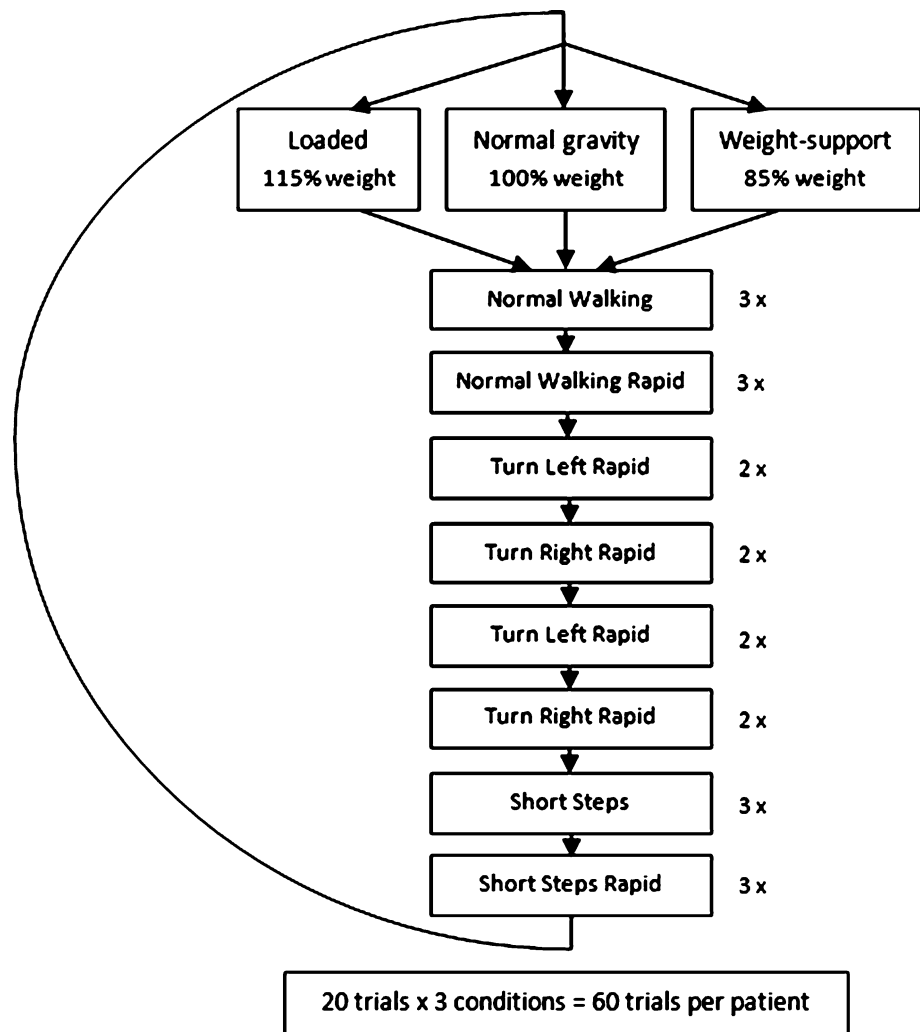 Loaded
115% weight
Normal gravity
100% weight
Weight-support
85% weight
Normal Walking 3 x
Normal Walking Rapid 3 x
Turn Left Rapid 2 x
Turn Right Rapid 2 x
Turn Left Rapid 2 x
Turn Right Rapid 2 x
Short Steps 3 x
Short Steps Rapid 3 x
20 trials x 3 conditions = 60 trials per patient